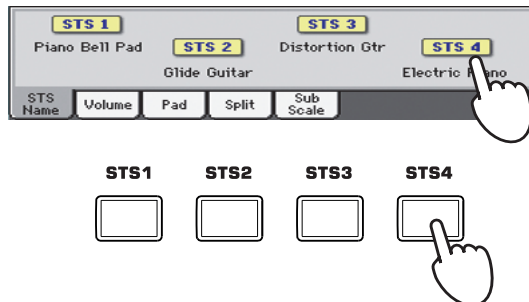 STS 1
STS 3
Piano Bell Pad
STS 2
Distortion Gtr
STS 4
Glide Guitar
Electric
STS Name
Volume
Pad
Split
Sub Scale
STS1
STS2
STS3
STS4